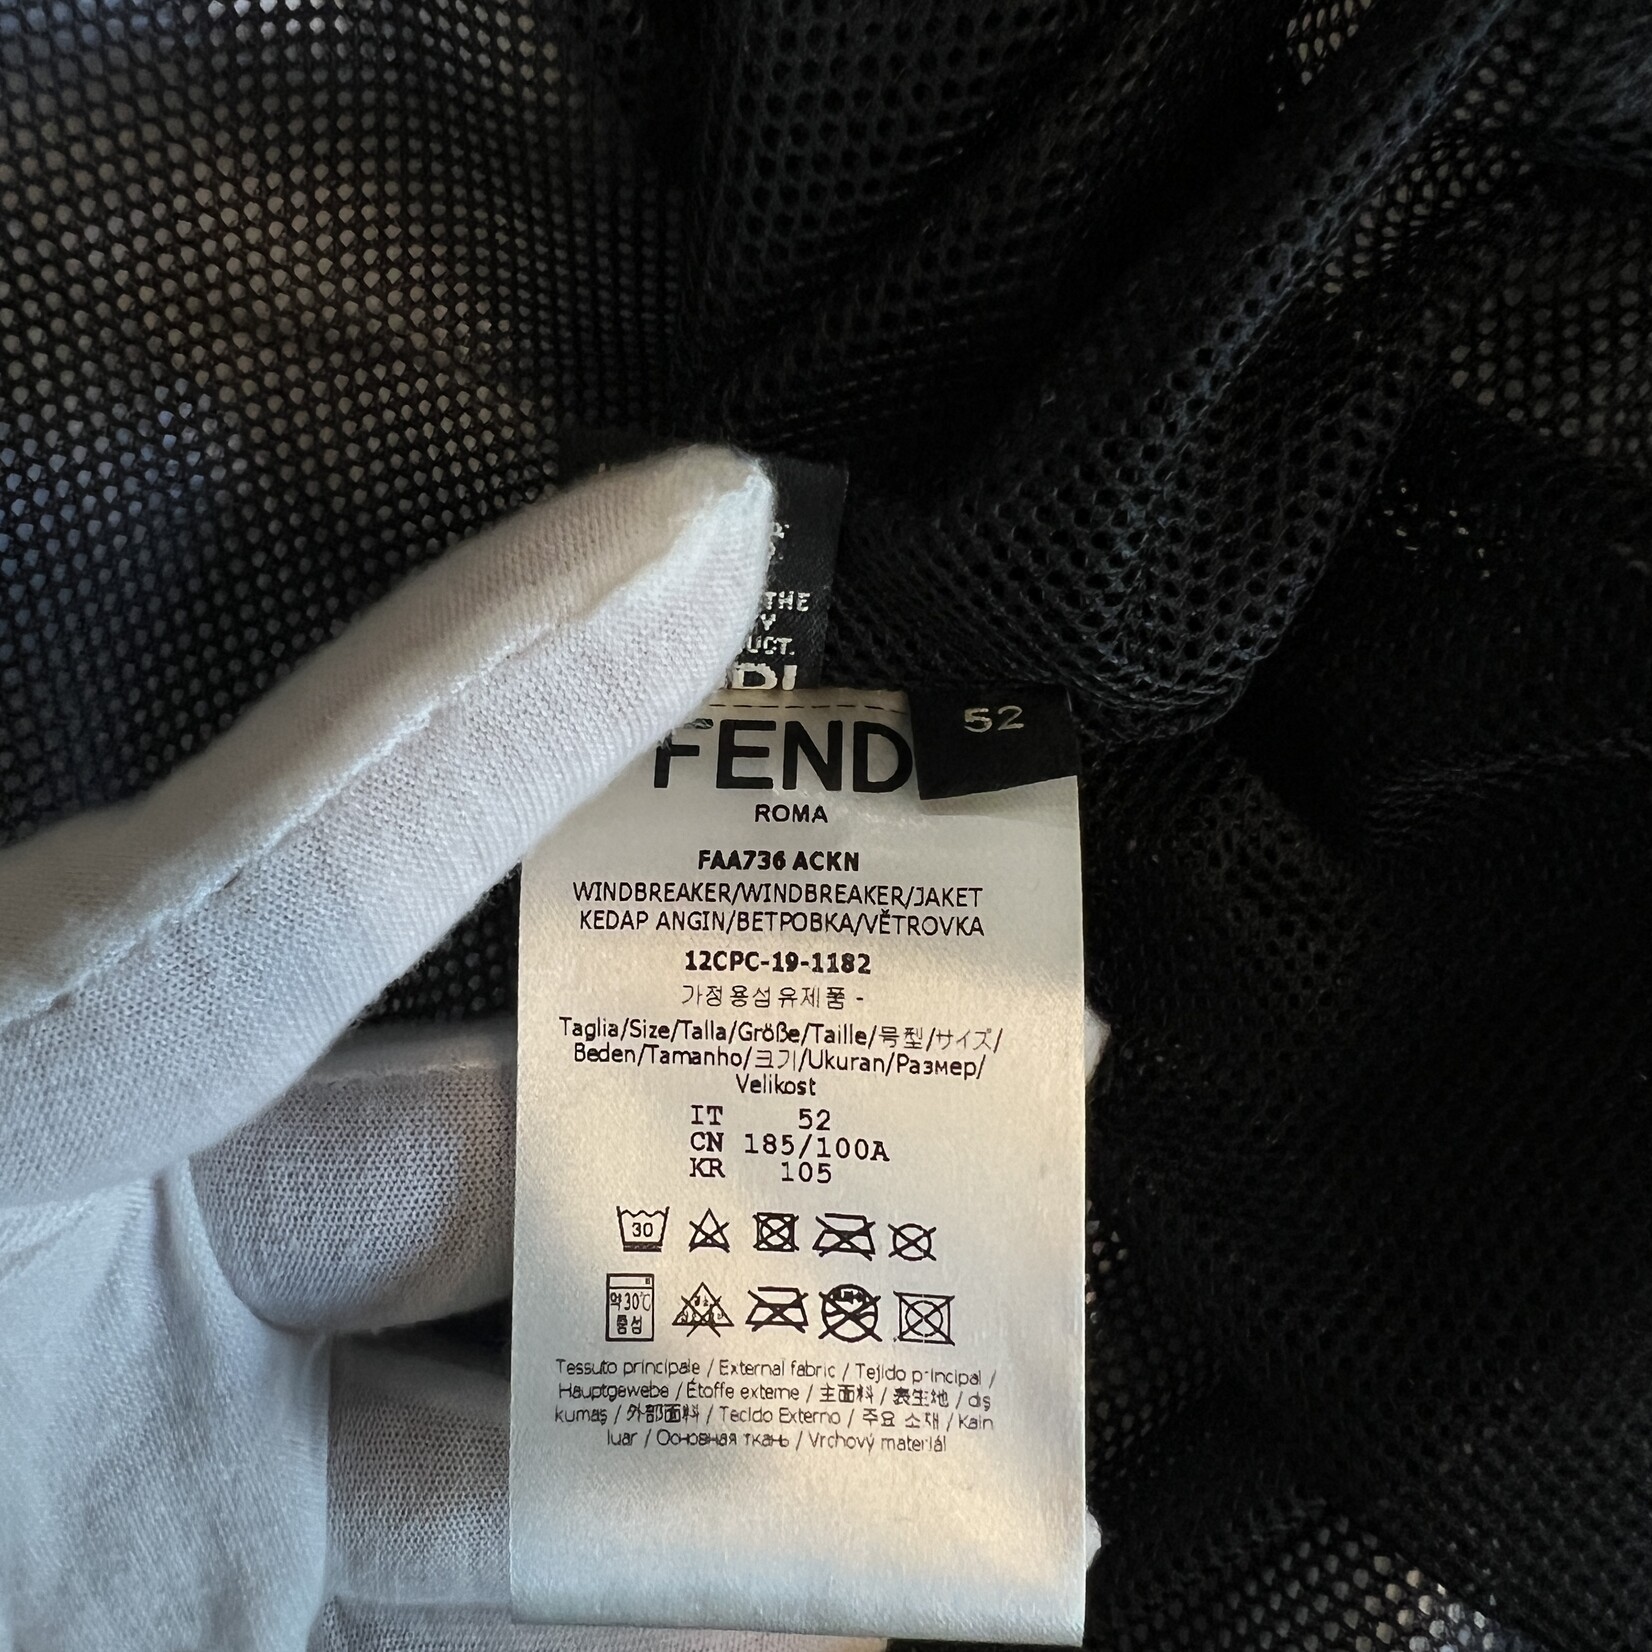 THE
52
FEND
ROMA
FAA736 ACKN
WINDBREAKER/WINDBREAKER/JAKET
KEDAP ANGIN/ВЕТРОВКА/VĚTROVKA
12CPC-19-1182
가정용섬유제품 -
Taglia/Size/Talla/Größe/Taille/号型/サイズ/
Beden/Tamanho/크기/Ukuran/Размер/
Velikost
IT 52
CN 185/100A
KR 105
30
약30℃
중성
Tessuto principale / External fabric / Tejido principal /
Hauptgewebe / Étoffe externe / 主面料 / 表生地 / dış
kumaş / 外部面料 / Tecido Externo / 주요 소재 / Kain
luar / Основная ткань / Vrchový materiál